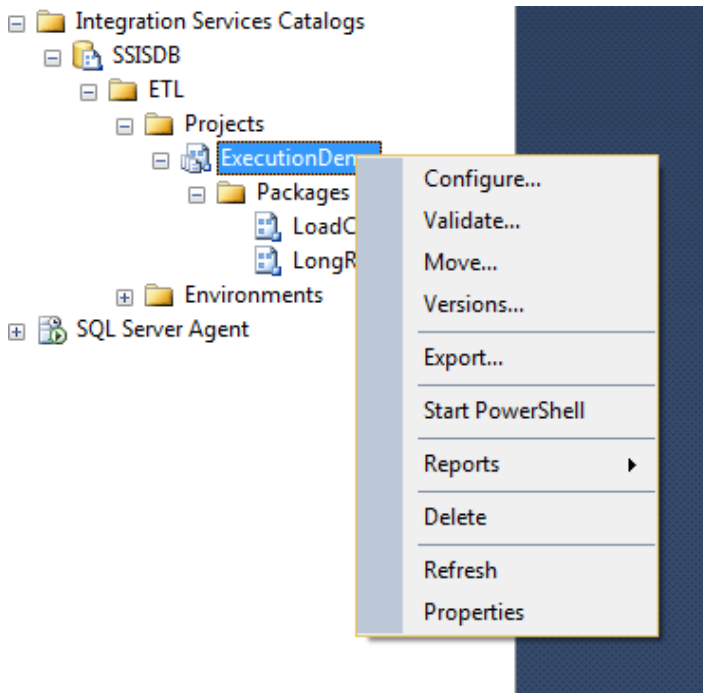 Integration Services Catalogs
SSISDB
ETL
Projects
ExecutionDem
Packages
LoadC
LongR
Environments
SQL Server Agent
Configure...
Validate...
Move...
Versions...
Export...
Start PowerShell
Reports
Delete
Refresh
Properties